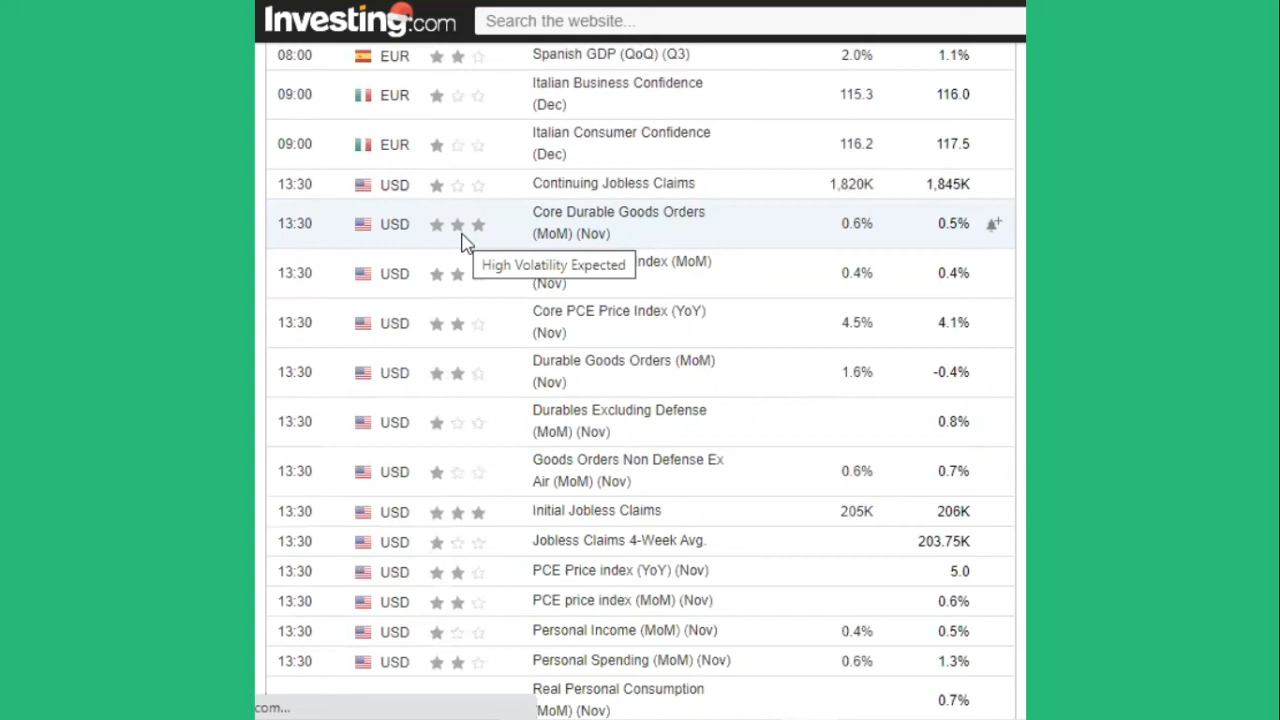 Investing.com Search the website...
08:00 EUR Spanish GDP (QoQ) (Q3) 2.0% 1.1%
09:00 EUR Italian Business Confidence (Dec) 115.3 116.0
09:00 EUR Italian Consumer Confidence (Dec) 116.2 117.5
13:30 USD Continuing Jobless Claims 1,820K 1,845K
13:30 USD Core Durable Goods Orders (MoM) (Nov) 0.6% 0.5%
High Volatility Expected
13:30 USD ndex (MoM) (Nov) 0.4% 0.4%
13:30 USD Core PCE Price Index (YoY) (Nov) 4.5% 4.1%
13:30 USD Durable Goods Orders (MoM) (Nov) 1.6% -0.4%
13:30 USD Durables Excluding Defense (MoM) (Nov) 0.8%
13:30 USD Goods Orders Non Defense Ex Air (MoM) (Nov) 0.6% 0.7%
13:30 USD Initial Jobless Claims 205K 206K
13:30 USD Jobless Claims 4-Week Avg. 203.75K
13:30 USD PCE Price index (YoY) (Nov) 5.0
13:30 USD PCE price index (MoM) (Nov) 0.6%
13:30 USD Personal Income (MoM) (Nov) 0.4% 0.5%
13:30 USD Personal Spending (MoM) (Nov) 0.6% 1.3%
Real Personal Consumption (MoM) (Nov) 0.7%
com...